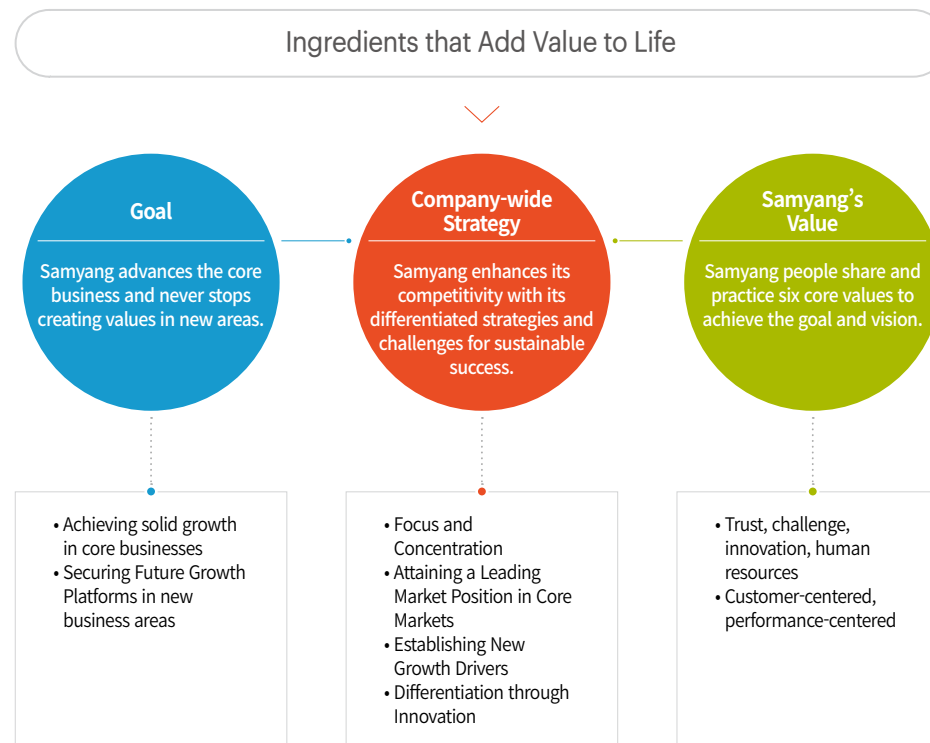 Ingredients that Add Value to Life
Goal
Samyang advances the core
business and never stops
creating values in new areas.
Company-wide
Strategy
Samyang enhances its
competitivity with its
differentiated strategies and
challenges for sustainable
success.
Samyang's
Value
Samyang people share and
practice six core values to
achieve the goal and vision.
• Achieving solid growth
in core businesses
• Securing Future Growth
Platforms in new
business areas
• Focus and
Concentration
• Attaining a Leading
Market Position in Core
Markets
• Establishing New
Growth Drivers
• Differentiation through
Innovation
• Trust, challenge,
innovation, human
resources
• Customer-centered,
performance-centered